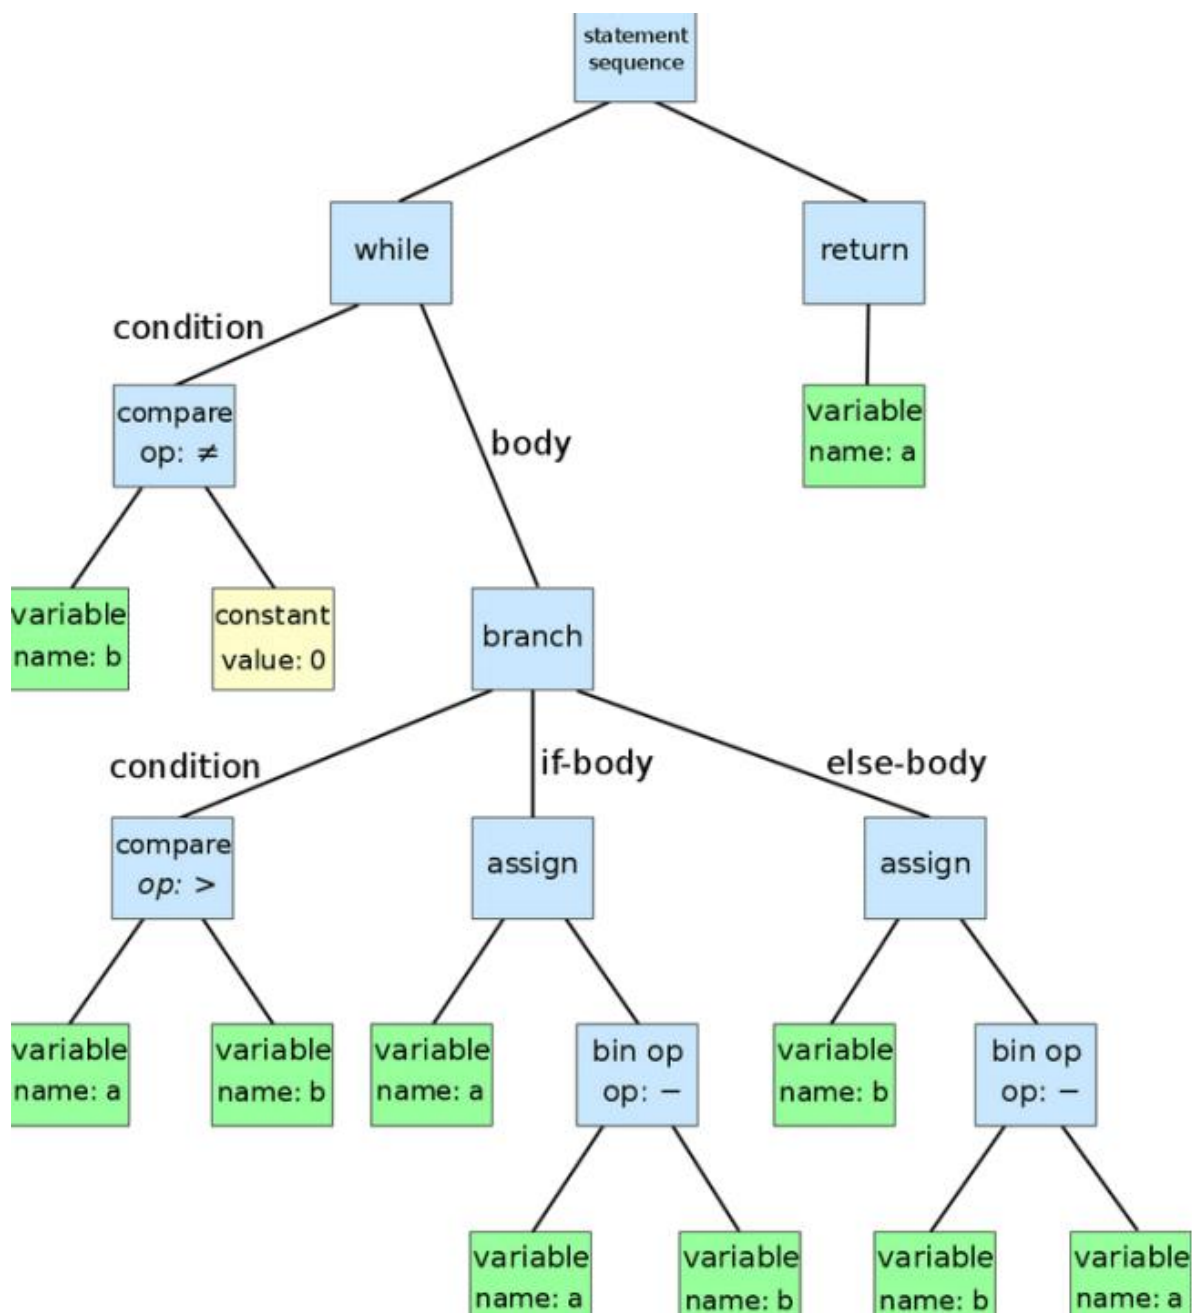 statement
sequence
while
return
condition
compare
op: ≠
body
variable
name: a
variable
name: b
constant
value: 0
branch
condition
if-body
else-body
compare
op: >
assign
assign
variable
name: a
variable
name: b
variable
name: a
bin op
op: −
variable
name: b
bin op
op: −
variable
name: a
variable
name: b
variable
name: b
variable
name: a